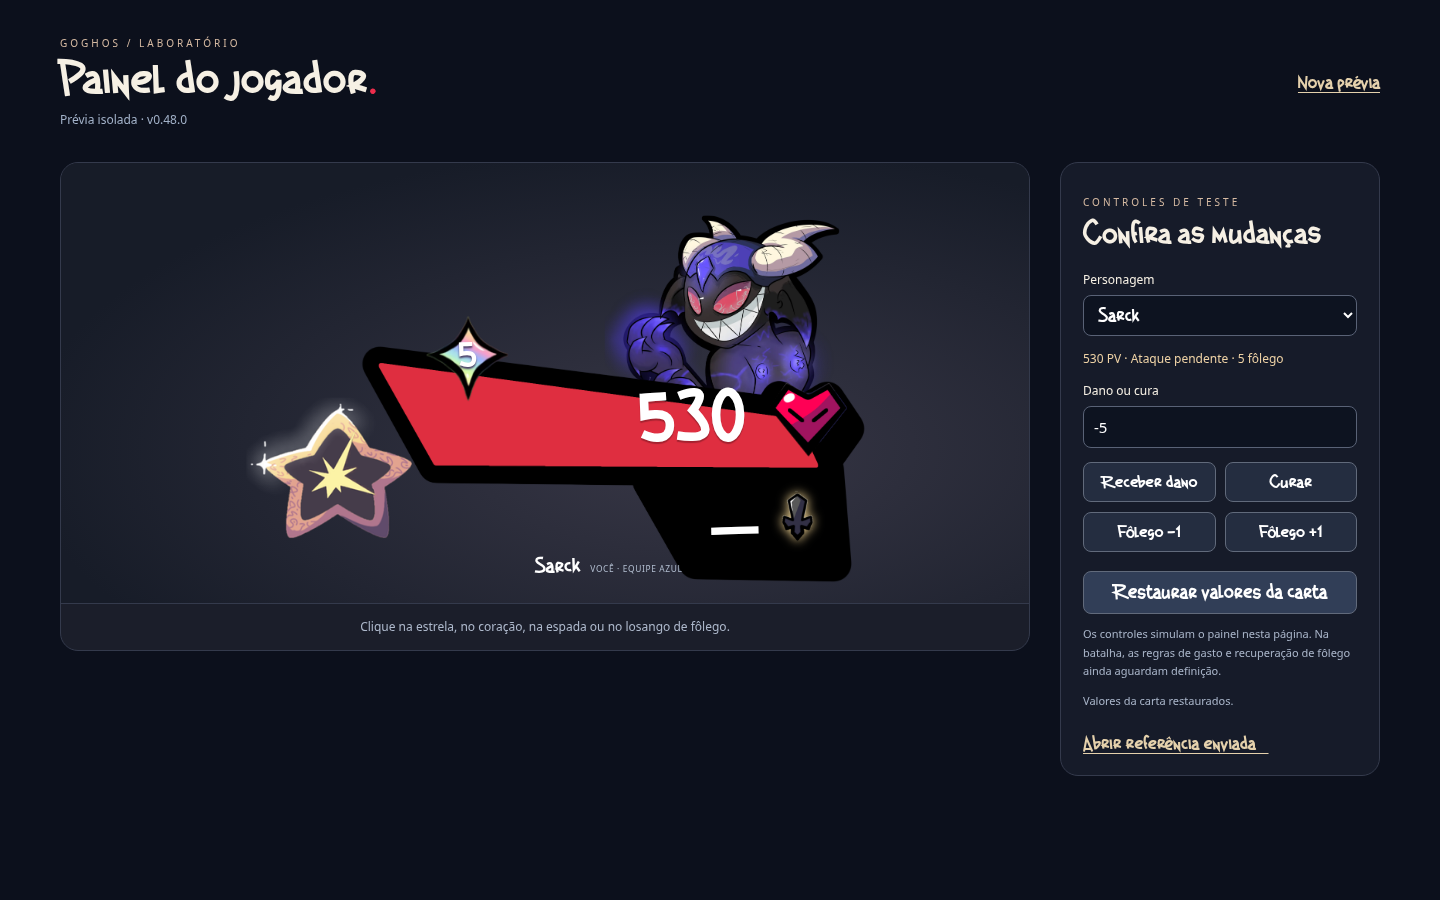 GOGHOS / LABORATÓRIO
Painel do jogador.
Prévia isolada · v0.48.0
Nova prévia
5
530
—
Sarck VOCÊ · EQUIPE AZUL
Clique na estrela, no coração, na espada ou no losango de fôlego.
CONTROLES DE TESTE
Confira as mudanças
Personagem
Sarck
530 PV · Ataque pendente · 5 fôlego
Dano ou cura
-5
Receber dano
Curar
Fôlego −1
Fôlego +1
Restaurar valores da carta
Os controles simulam o painel nesta página. Na
batalha, as regras de gasto e recuperação de fôlego
ainda aguardam definição.
Valores da carta restaurados.
Abrir referência enviada